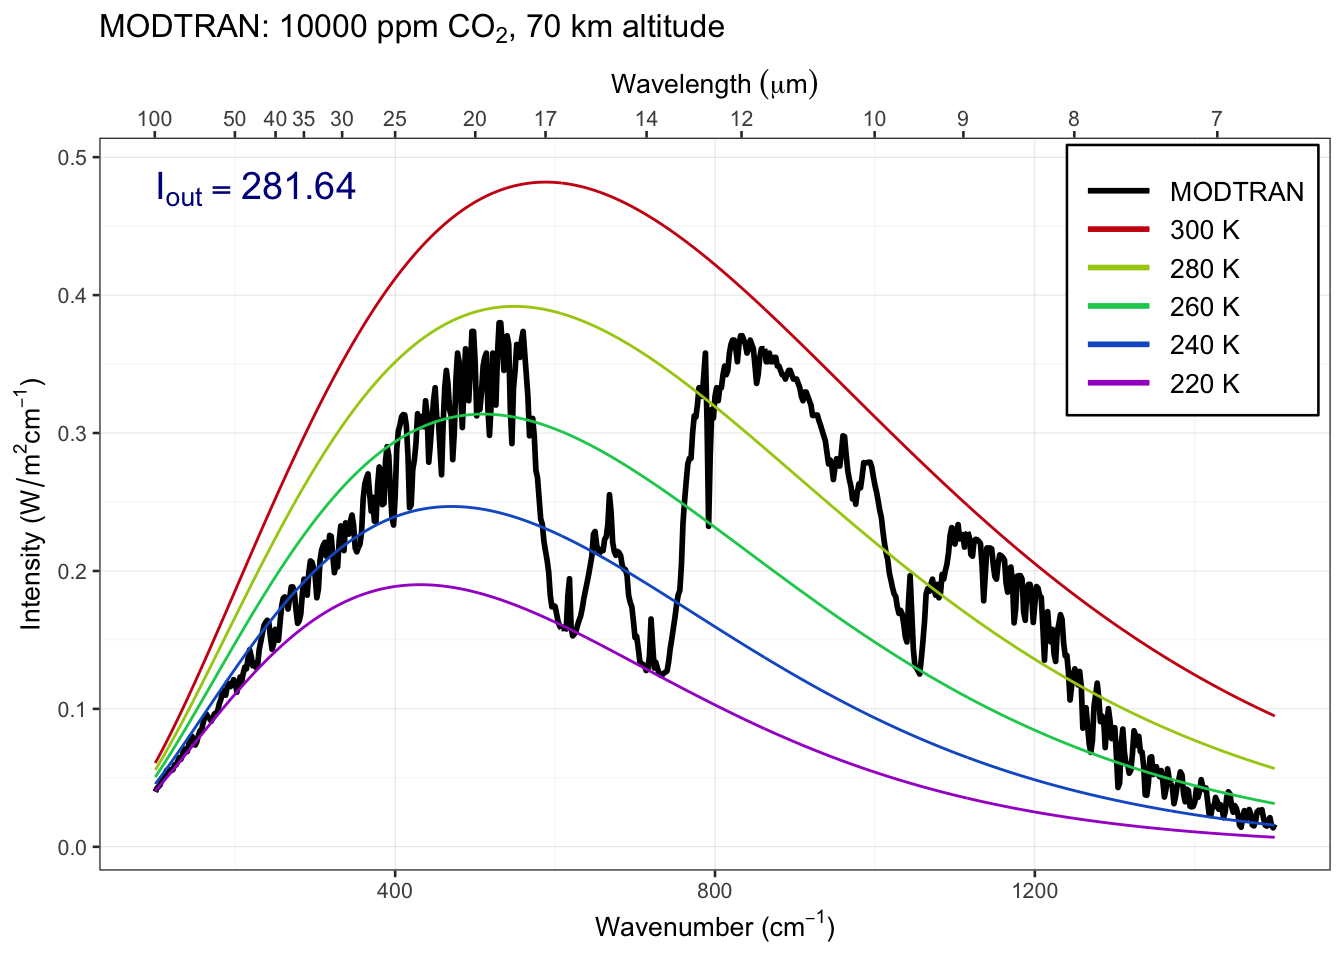 MODTRAN: 10000 ppm CO₂, 70 km altitude
Wavelength (μm)
100 50 40 35 30 25 20 17 14 12 10 9 8 7
I_out = 281.64
MODTRAN
300 K
280 K
260 K
240 K
220 K
0.5
0.4
0.3
0.2
0.1
0.0
Intensity (W/m²cm⁻¹)
400 800 1200
Wavenumber (cm⁻¹)